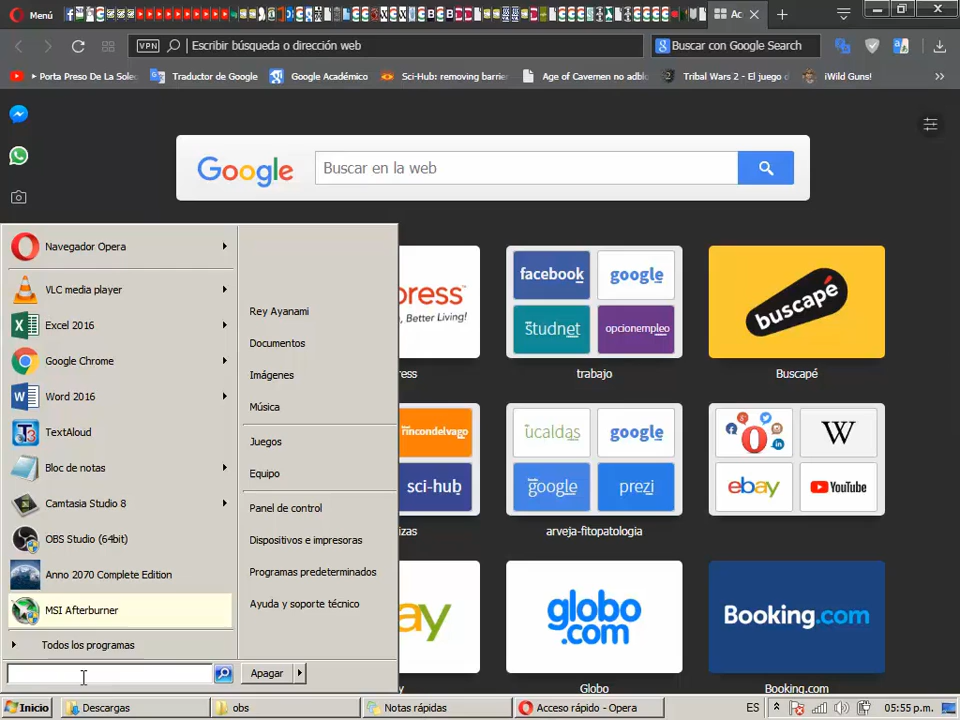 Menú
Ac
VPN
Escribir búsqueda o dirección web
Buscar con Google Search
Porta Preso De La Sole
Traductor de Google
Google Académico
Sci-Hub: removing barrier
Age of Cavemen no adblo
Tribal Wars 2 - El juego d
iWild Guns!
Google
Buscar en la web
Navegador Opera
VLC media player
Excel 2016
Google Chrome
Word 2016
TextAloud
Bloc de notas
Camtasia Studio 8
OBS Studio (64bit)
Anno 2070 Complete Edition
MSI Afterburner
Todos los programas
Rey Ayanami
Documentos
Imágenes
Música
Juegos
Equipo
Panel de control
Dispositivos e impresoras
Programas predeterminados
Ayuda y soporte técnico
Apagar
press
, Better Living!
ress
facebook
google
studnet
opcionempleo
trabajo
buscapé
Buscapé
rincondelvago
sci-hub
izas
ucaldas
google
google
prezi
arveja-fitopatologia
W
ebay
YouTube
ay
y
globo
.com
Globo
Booking.com
Booking.com
Inicio
Descargas
obs
Notas rápidas
Acceso rápido - Opera
ES
05:55 p.m.